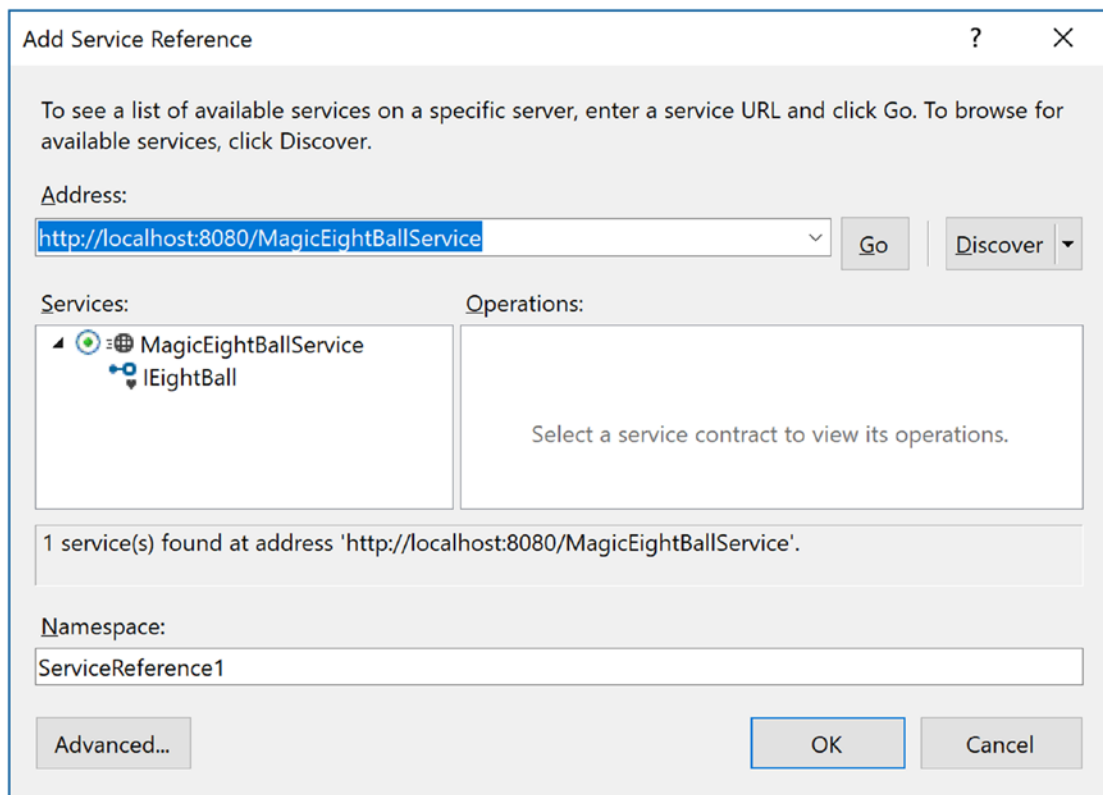 Add Service Reference
?
To see a list of available services on a specific server, enter a service URL and click Go. To browse for
available services, click Discover.
Address:
http://localhost:8080/MagicEightBallService
Go
Discover
Services:
Operations:
MagicEightBallService
IEightBall
Select a service contract to view its operations.
1 service(s) found at address 'http://localhost:8080/MagicEightBallService'.
Namespace:
ServiceReference1
Advanced...
OK
Cancel